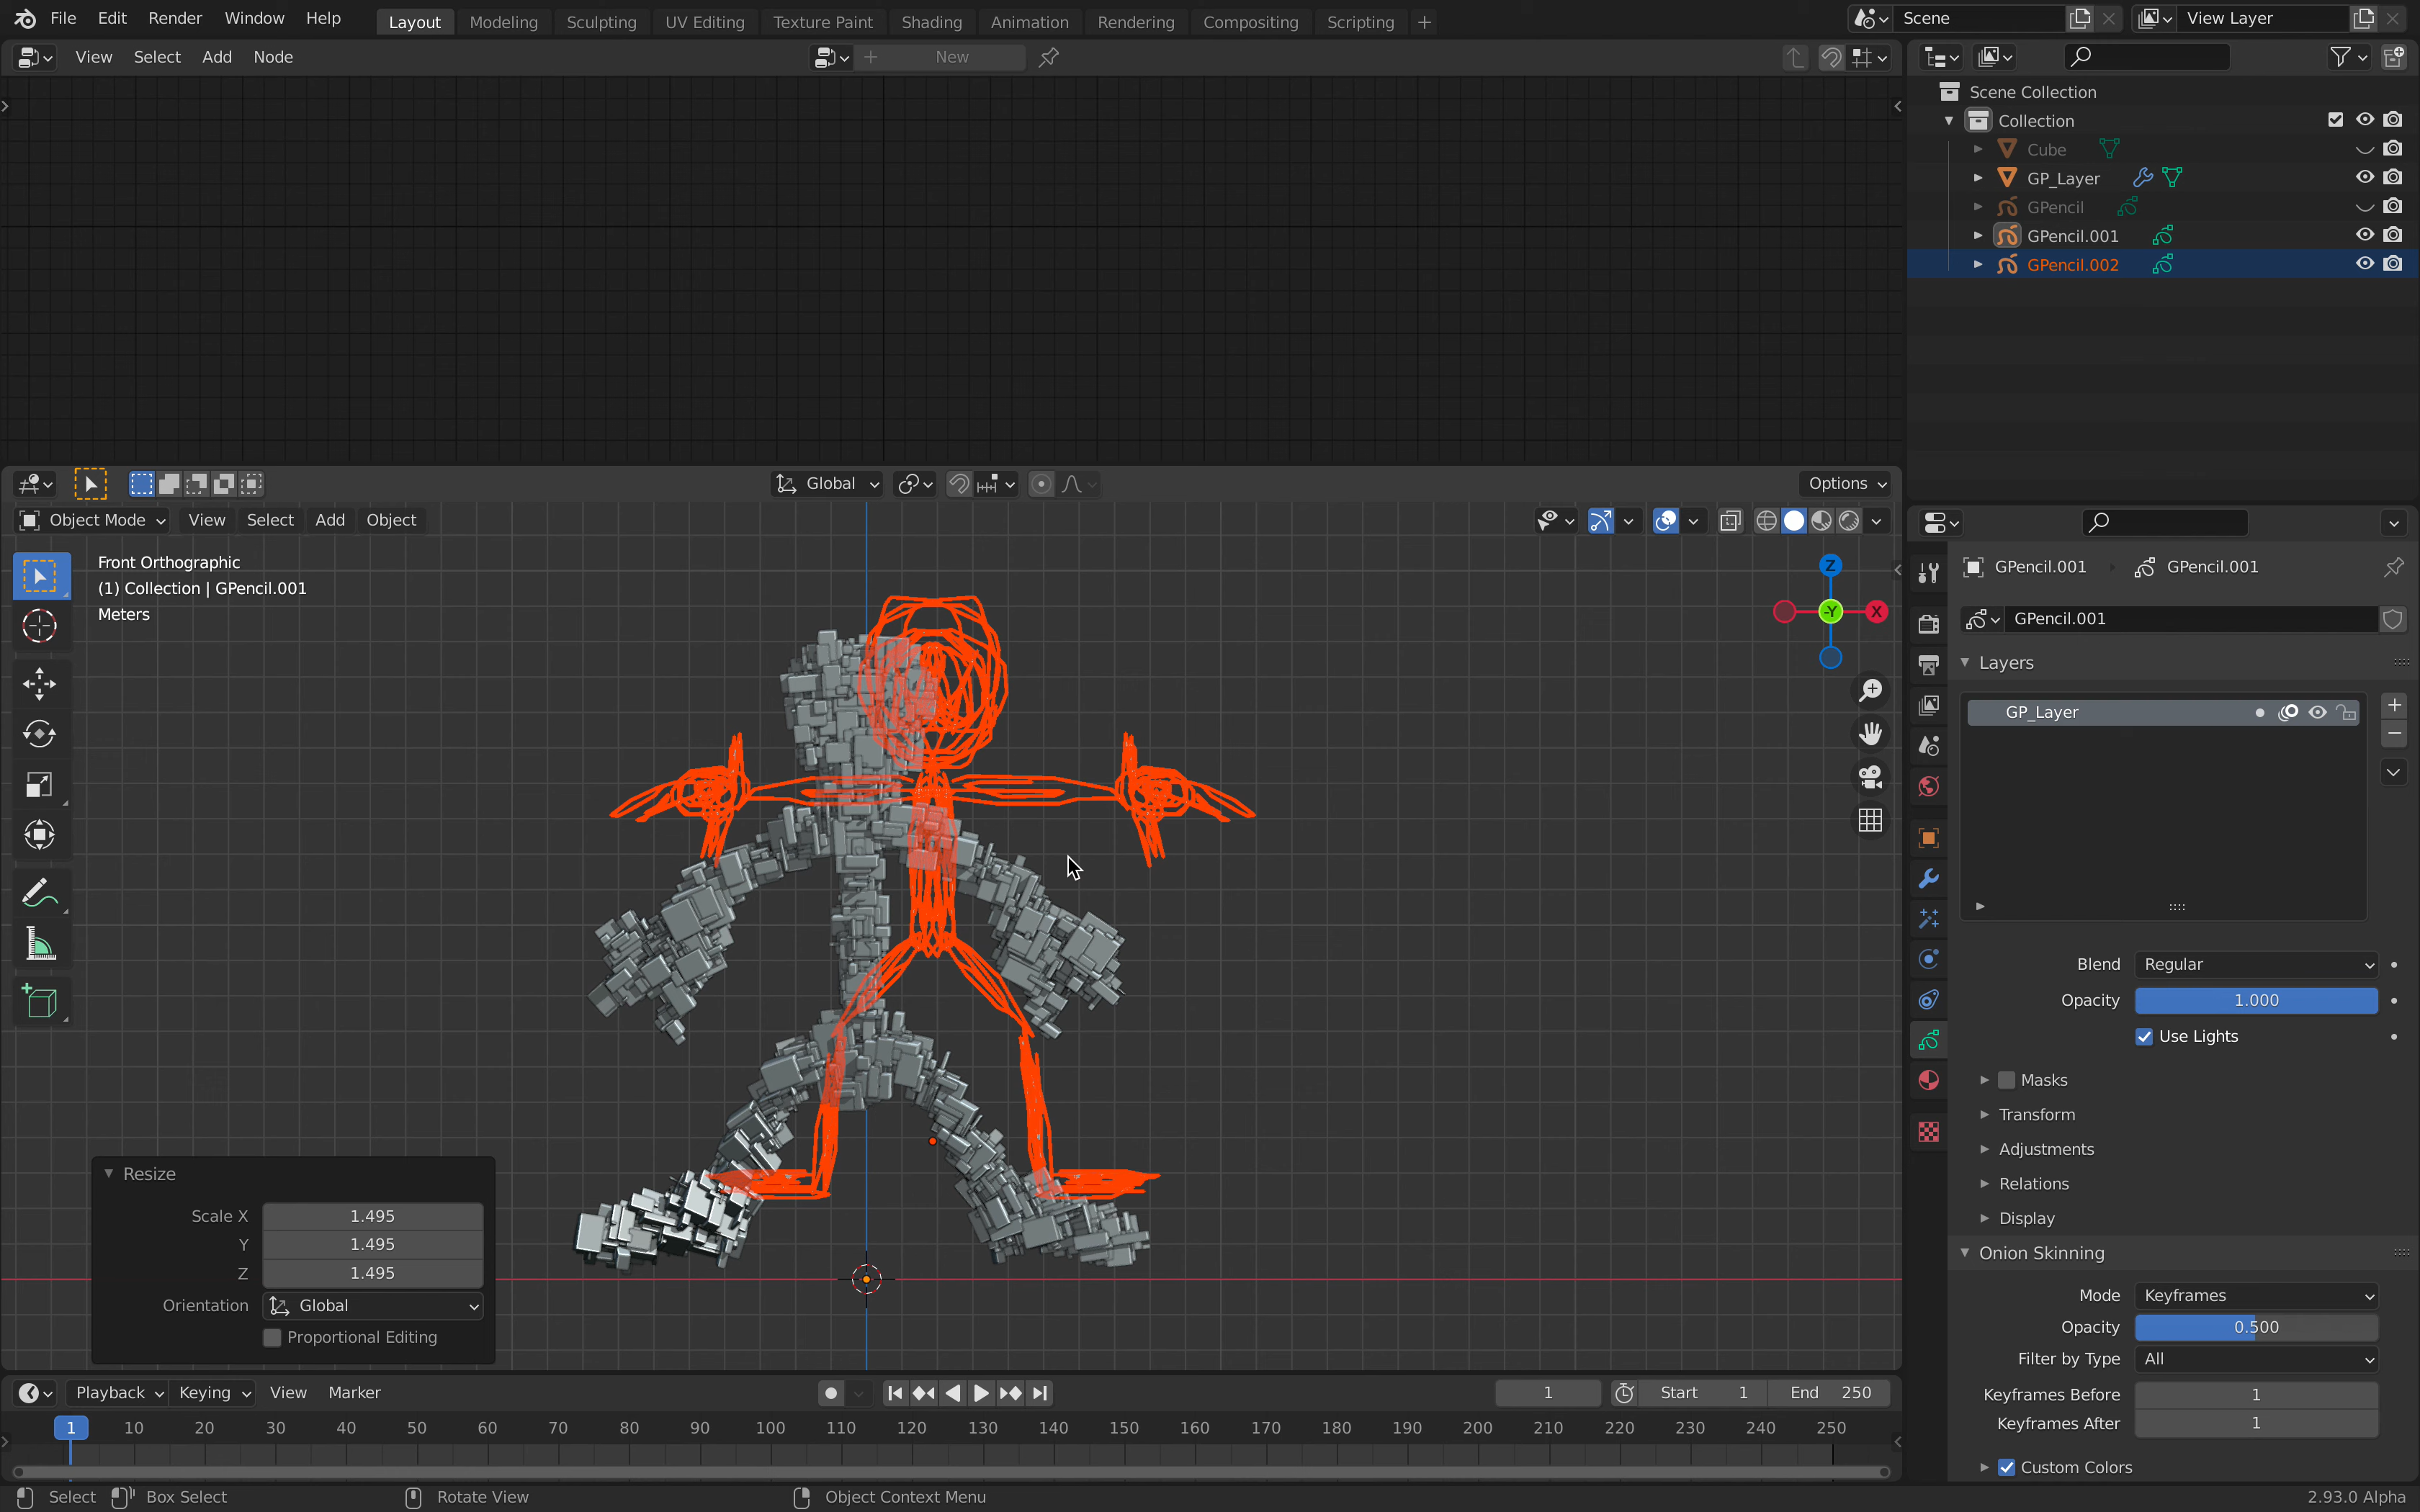 File Edit Render Window Help Layout Modeling Sculpting UV Editing Texture Paint Shading Animation Rendering Compositing Scripting + Scene View Layer
View Select Add Node New
Scene Collection
Collection
Cube
GP_Layer
GPencil
GPencil.001
GPencil.002
Global Options
Object Mode View Select Add Object
Front Orthographic
(1) Collection | GPencil.001
Meters
Z
-Y X
GPencil.001 GPencil.001
GPencil.001
Layers
GP_Layer
Blend Regular
Opacity 1.000
Use Lights
Masks
Transform
Adjustments
Relations
Display
Onion Skinning
Mode Keyframes
Opacity 0.500
Filter by Type All
Keyframes Before 1
Keyframes After 1
Custom Colors
Resize
Scale X 1.495
Y 1.495
Z 1.495
Orientation Global
Proportional Editing
Playback Keying View Marker 1 Start 1 End 250
1 10 20 30 40 50 60 70 80 90 100 110 120 130 140 150 160 170 180 190 200 210 220 230 240 250
Select Box Select Rotate View Object Context Menu 2.93.0 Alpha